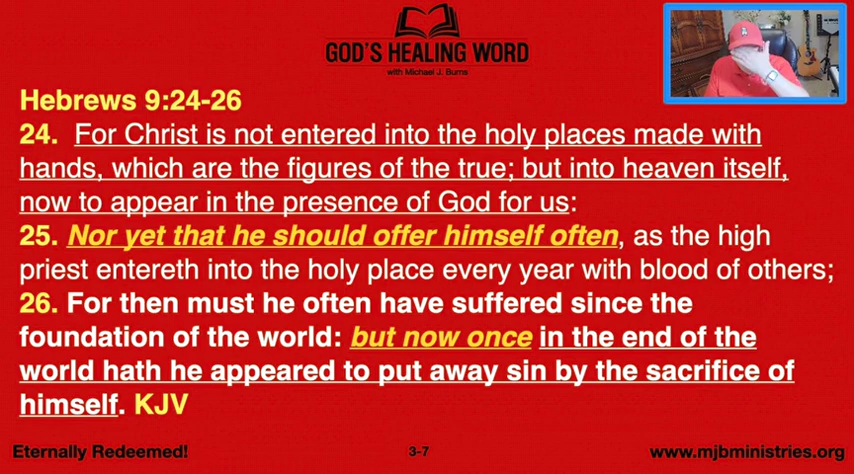 GOD'S HEALING WORD
with Michael J. Burns
Hebrews 9:24-26
24. For Christ is not entered into the holy places made with
hands, which are the figures of the true; but into heaven itself,
now to appear in the presence of God for us:
25. Nor yet that he should offer himself often, as the high
priest entereth into the holy place every year with blood of others;
26. For then must he often have suffered since the
foundation of the world: but now once in the end of the
world hath he appeared to put away sin by the sacrifice of
himself. KJV
Eternally Redeemed!
3-7
www.mjbministries.org